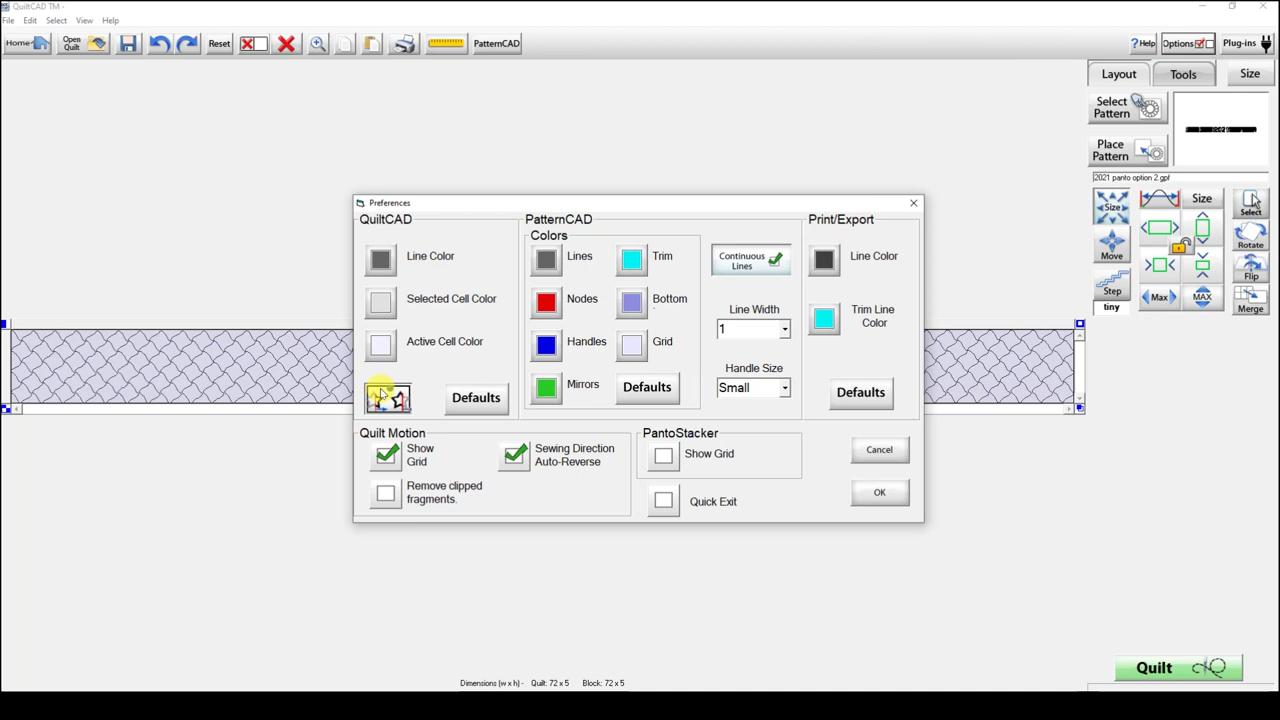 QuiltCAD TM -
File Edit Select View Help
Home Open Quilt Reset PatternCAD ?Help Options Plug-ins
Layout Tools Size
Select Pattern
Place Pattern
2021 panto option 2.gpf
Size Size Select
Move Rotate
Step Max MAX Flip
tiny Merge
Preferences
QuiltCAD PatternCAD Print/Export
Colors
Line Color Lines Trim Continuous Lines Line Color
Selected Cell Color Nodes Bottom Line Width Trim Line Color
1
Active Cell Color Handles Grid
Handle Size
Mirrors Defaults Small Defaults
Defaults
Quilt Motion PantoStacker
Show Grid Sewing Direction Auto-Reverse Show Grid Cancel
Remove clipped fragments. Quick Exit OK
Quilt
Dimensions (w x h) - Quilt: 72 x 5 Block: 72 x 5